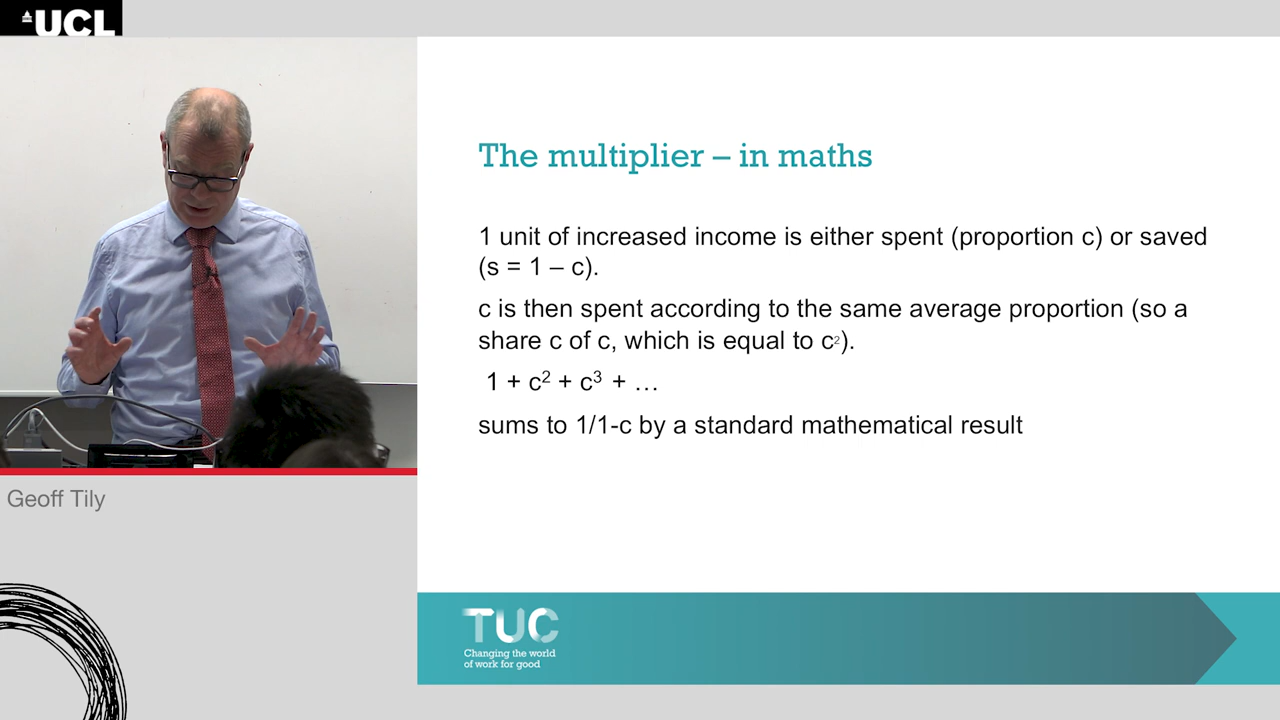 UCL
The multiplier – in maths
1 unit of increased income is either spent (proportion c) or saved
(s = 1 – c).
c is then spent according to the same average proportion (so a
share c of c, which is equal to c²).
1 + c² + c³ + …
sums to 1/1-c by a standard mathematical result
Geoff Tily
TUC
Changing the world
of work for good